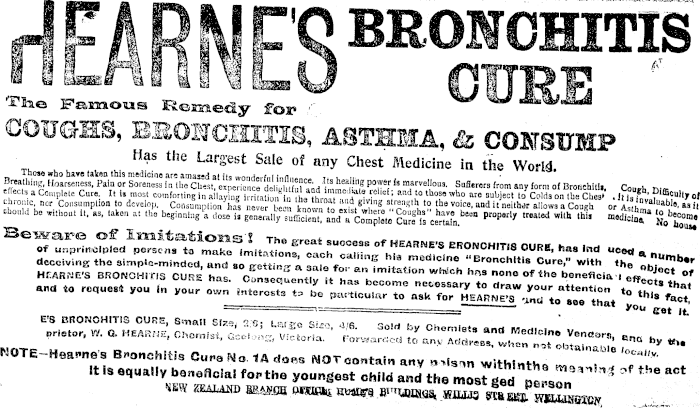 HEARNE'S BRONCHITIS CURE
The Famous Remedy for
COUGHS, BRONCHITIS, ASTHMA, & CONSUMP
Has the Largest Sale of any Chest Medicine in the World.
Those who have taken this medicine are amazed at its wonderful influence. Its healing power is marvellous. Sufferers from any form of Bronchitis, Cough, Difficulty of
Breathing, Hoarseness, Pain or Soreness in the Chest, experience delightful and immediate relief; and to those who are subject to Colds on the Ches . It is invaluable, as it
effects a Complete Cure. It is most comforting in allaying irritation in the throat and giving strength to the voice, and it neither allows a Cough or Asthma to become
chronic, nor Consumption to develop. Consumption has never been known to exist where "Coughs" have been properly treated with this medicine. No house
should be without it, as, taken at the beginning a dose is generally sufficient, and a Complete Cure is certain.
Beware of Imitations! The great success of HEARNE'S BRONCHITIS CURE, has ind uced a number
of unprincipled persons to make imitations, each calling his medicine "Bronchitis Cure," with the object of
deceiving the simple-minded, and so getting a sale for an imitation which has none of the beneficial effects that
HEARNE'S BRONCHITIS CURE has. Consequently it has become necessary to draw your attention to this fact,
and to request you in your own interests to be particular to ask for HEARNE'S and to see that you get it.
E'S BRONCHITIS CURE, Small Size, 2/6; Large Size, 4/6. Sold by Chemists and Medicine Venders, and by the
prietor, W. G. HEARNE, Chemist, Geelong, Victoria. Forwarded to any Address, when not obtainable locally.
NOTE—Hearne's Bronchitis Cure No. 1A does NOT contain any poison within the meaning of the act
It is equally beneficial for the youngest child and the most ged person
NEW ZEALAND BRANCH OFFICE, HUME'S BUILDINGS, WILLIS STREET, WELLINGTON